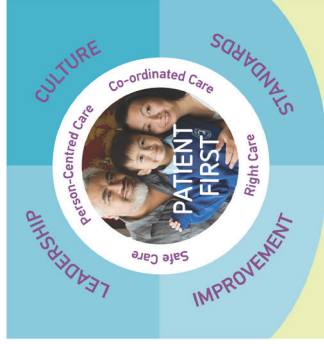 CULTURE
STANDARDS
LEADERSHIP
IMPROVEMENT
Person-Centred Care
Co-ordinated Care
Safe Care
Right Care
PATIENT
FIRST